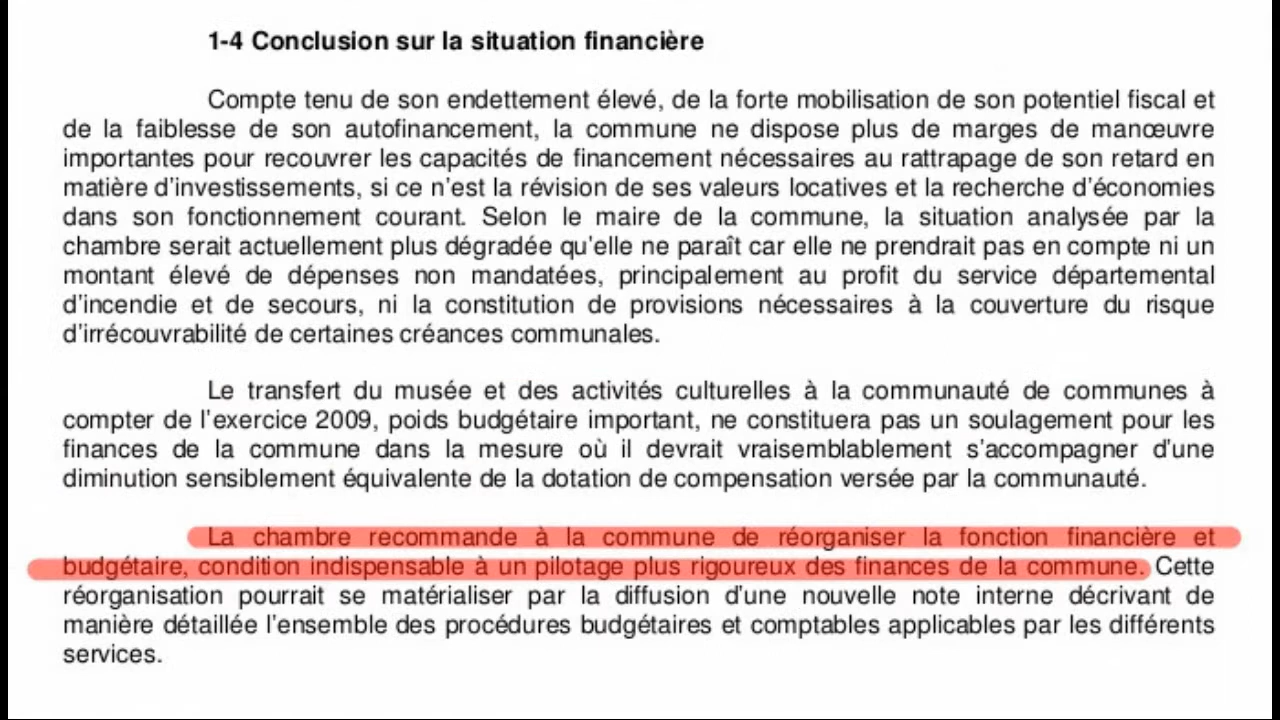 1-4 Conclusion sur la situation financière
Compte tenu de son endettement élevé, de la forte mobilisation de son potentiel fiscal et
de la faiblesse de son autofinancement, la commune ne dispose plus de marges de manœuvre
importantes pour recouvrer les capacités de financement nécessaires au rattrapage de son retard en
matière d'investissements, si ce n'est la révision de ses valeurs locatives et la recherche d'économies
dans son fonctionnement courant. Selon le maire de la commune, la situation analysée par la
chambre serait actuellement plus dégradée qu'elle ne paraît car elle ne prendrait pas en compte ni un
montant élevé de dépenses non mandatées, principalement au profit du service départemental
d'incendie et de secours, ni la constitution de provisions nécessaires à la couverture du risque
d'irrécouvrabilité de certaines créances communales.
Le transfert du musée et des activités culturelles à la communauté de communes à
compter de l'exercice 2009, poids budgétaire important, ne constituera pas un soulagement pour les
finances de la commune dans la mesure où il devrait vraisemblablement s'accompagner d'une
diminution sensiblement équivalente de la dotation de compensation versée par la communauté.
La chambre recommande à la commune de réorganiser la fonction financière et
budgétaire, condition indispensable à un pilotage plus rigoureux des finances de la commune. Cette
réorganisation pourrait se matérialiser par la diffusion d'une nouvelle note interne décrivant de
manière détaillée l'ensemble des procédures budgétaires et comptables applicables par les différents
services.